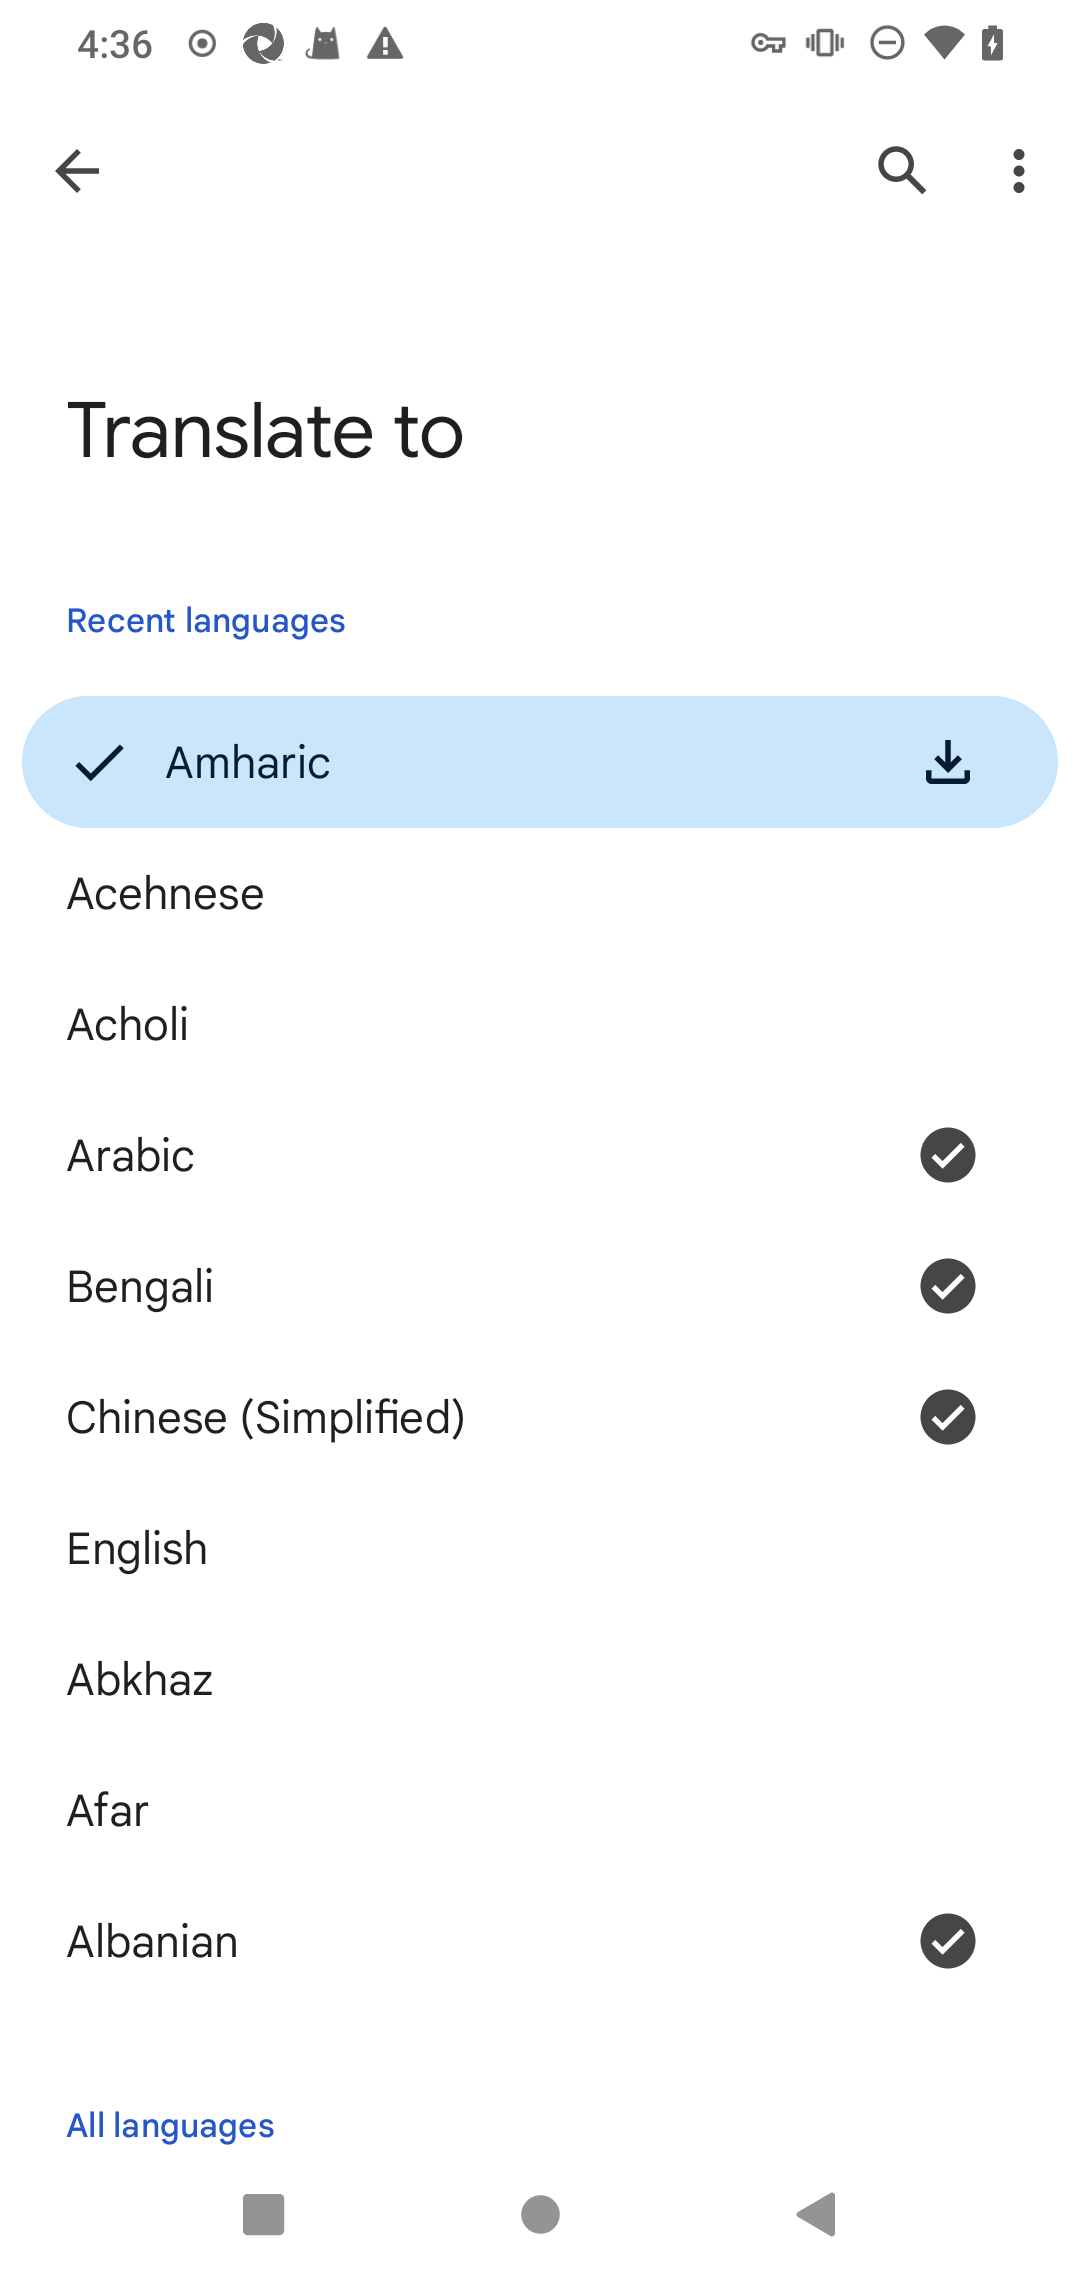 4:36
Translate to
Recent languages
Amharic
Acehnese
Acholi
Arabic
Bengali
Chinese (Simplified)
English
Abkhaz
Afar
Albanian
All languages